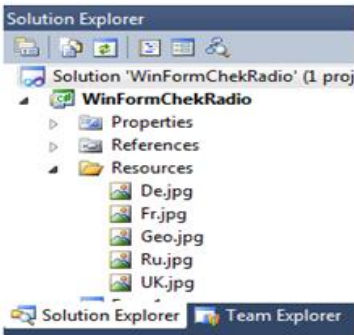 Solution Explorer
Solution 'WinFormChekRadio' (1 proj
WinFormChekRadio
Properties
References
Resources
De.jpg
Fr.jpg
Geo.jpg
Ru.jpg
UK.jpg
Solution Explorer Team Explorer